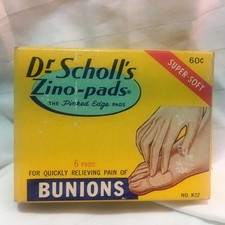 Dr Scholl's
60¢
Zino-pads®
SUPER-SOFT
THE Pinked Edge PADS
6 PADS
FOR QUICKLY RELIEVING PAIN OF
BUNIONS
NO. K22